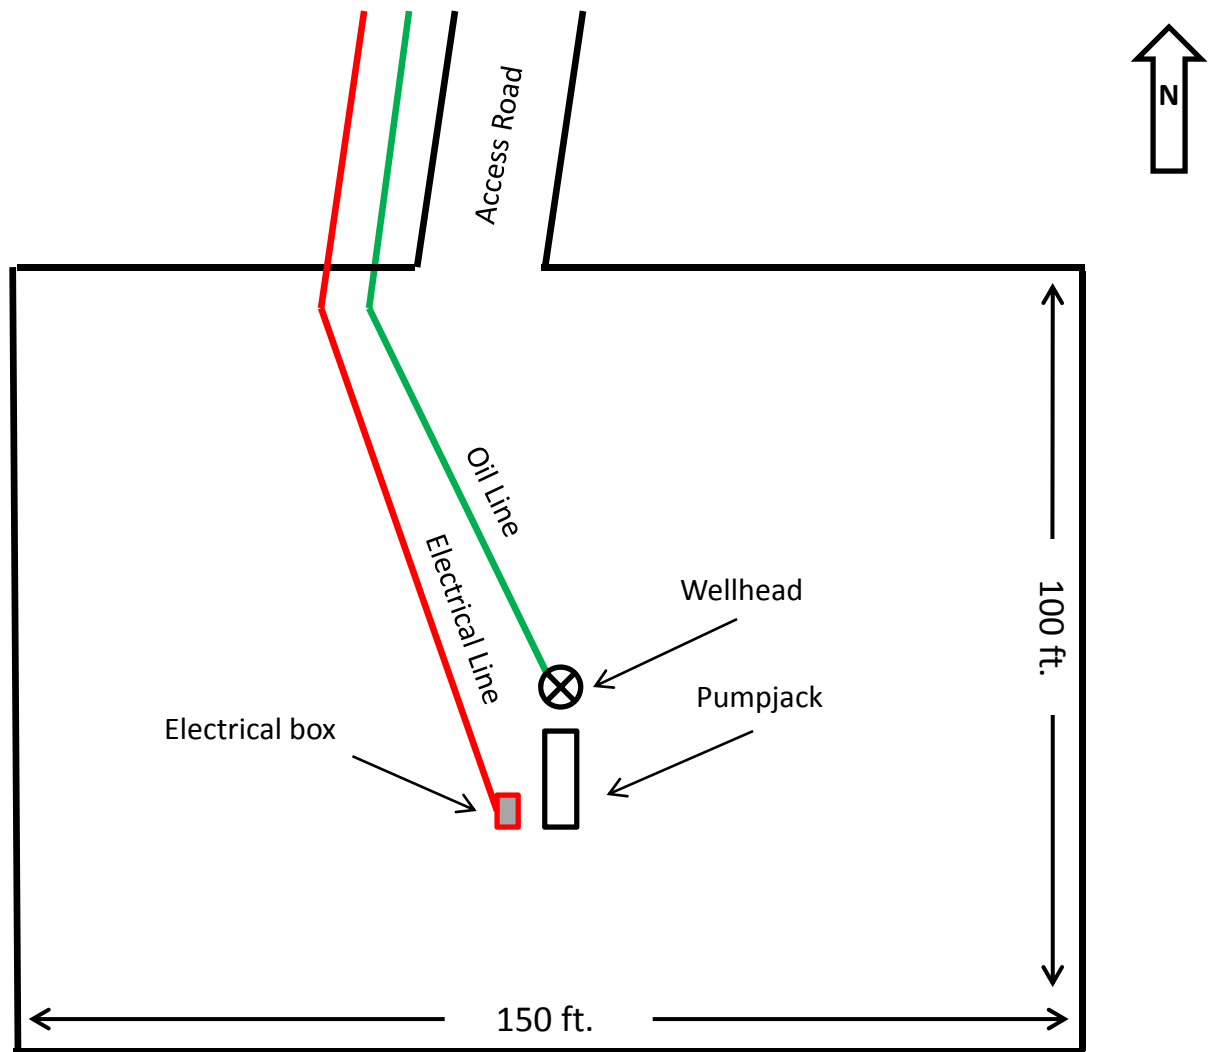 Access Road
N
Oil Line
Electrical Line
Wellhead
100 ft.
Pumpjack
Electrical box
150 ft.